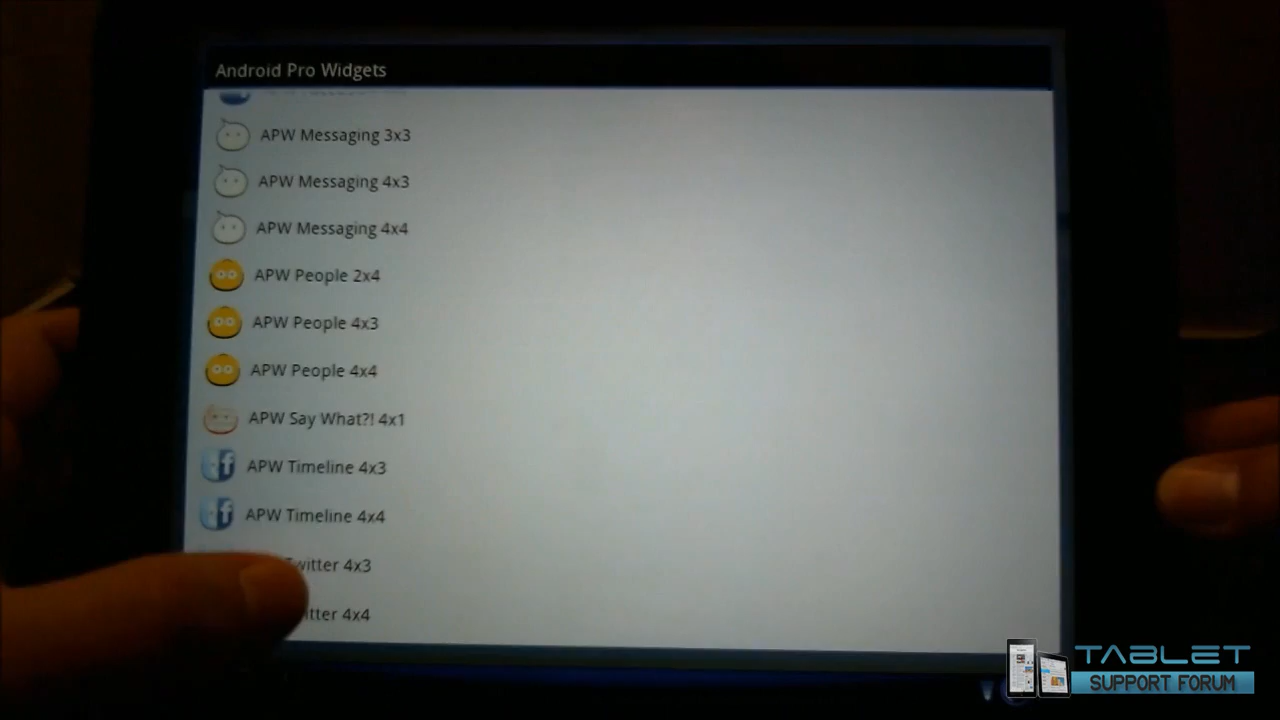 Android Pro Widgets
APW Messaging 3x3
APW Messaging 4x3
APW Messaging 4x4
APW People 2x4
APW People 4x3
APW People 4x4
APW Say What?! 4x1
APW Timeline 4x3
APW Timeline 4x4
Twitter 4x3
itter 4x4
TABLET
SUPPORT FORUM